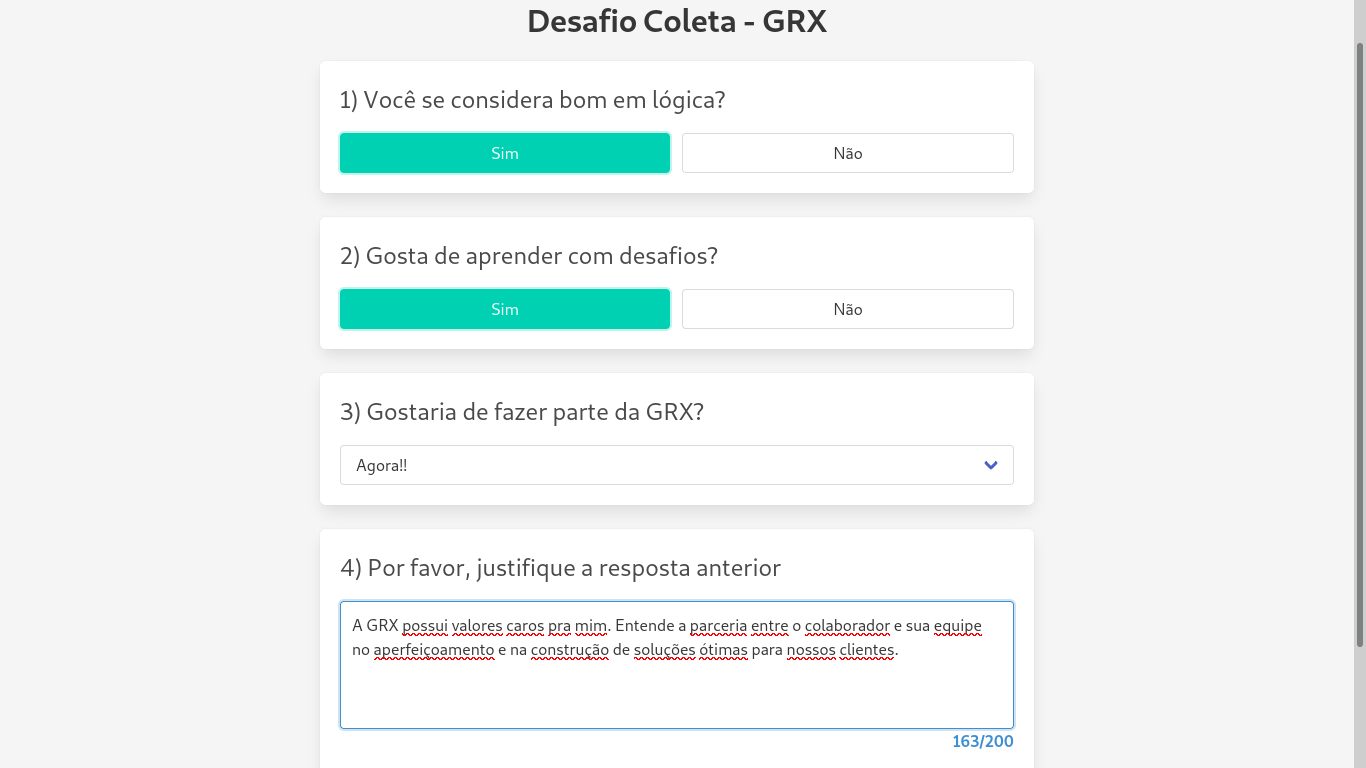 Desafio Coleta - GRX
1) Você se considera bom em lógica?
Sim
Não
2) Gosta de aprender com desafios?
Sim
Não
3) Gostaria de fazer parte da GRX?
Agora!!
4) Por favor, justifique a resposta anterior
A GRX possui valores caros pra mim. Entende a parceria entre o colaborador e sua equipe
no aperfeiçoamento e na construção de soluções ótimas para nossos clientes.
163/200